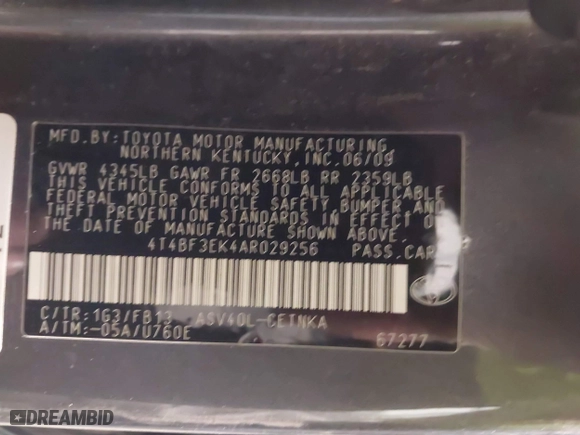 MFD.BY:TOYOTA MOTOR MANUFACTURING,
NORTHERN KENTUCKY,INC.06/09
GVWR 4345LB GAWR FR 2668LB RR 2359LB
THIS VEHICLE CONFORMS TO ALL APPLICABLE
FEDERAL MOTOR VEHICLE SAFETY,BUMPER,AND
THEFT PREVENTION STANDARDS IN EFFECT ON
THE DATE OF MANUFACTURE SHOWN ABOVE.
4T4BF3EK4AR029256 PASS.CAR
C/TR:1G3/FB13 ASV40L-CETNKA
A/TM:-05A/U760E 67277
DREAMBID